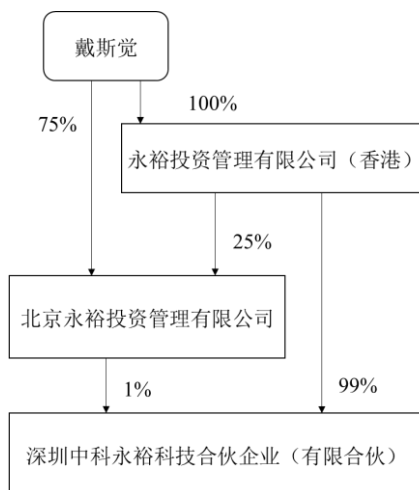 戴斯觉
100%
75%
永裕投资管理有限公司（香港）
25%
北京永裕投资管理有限公司
1%
99%
深圳中科永裕科技合伙企业（有限合伙）